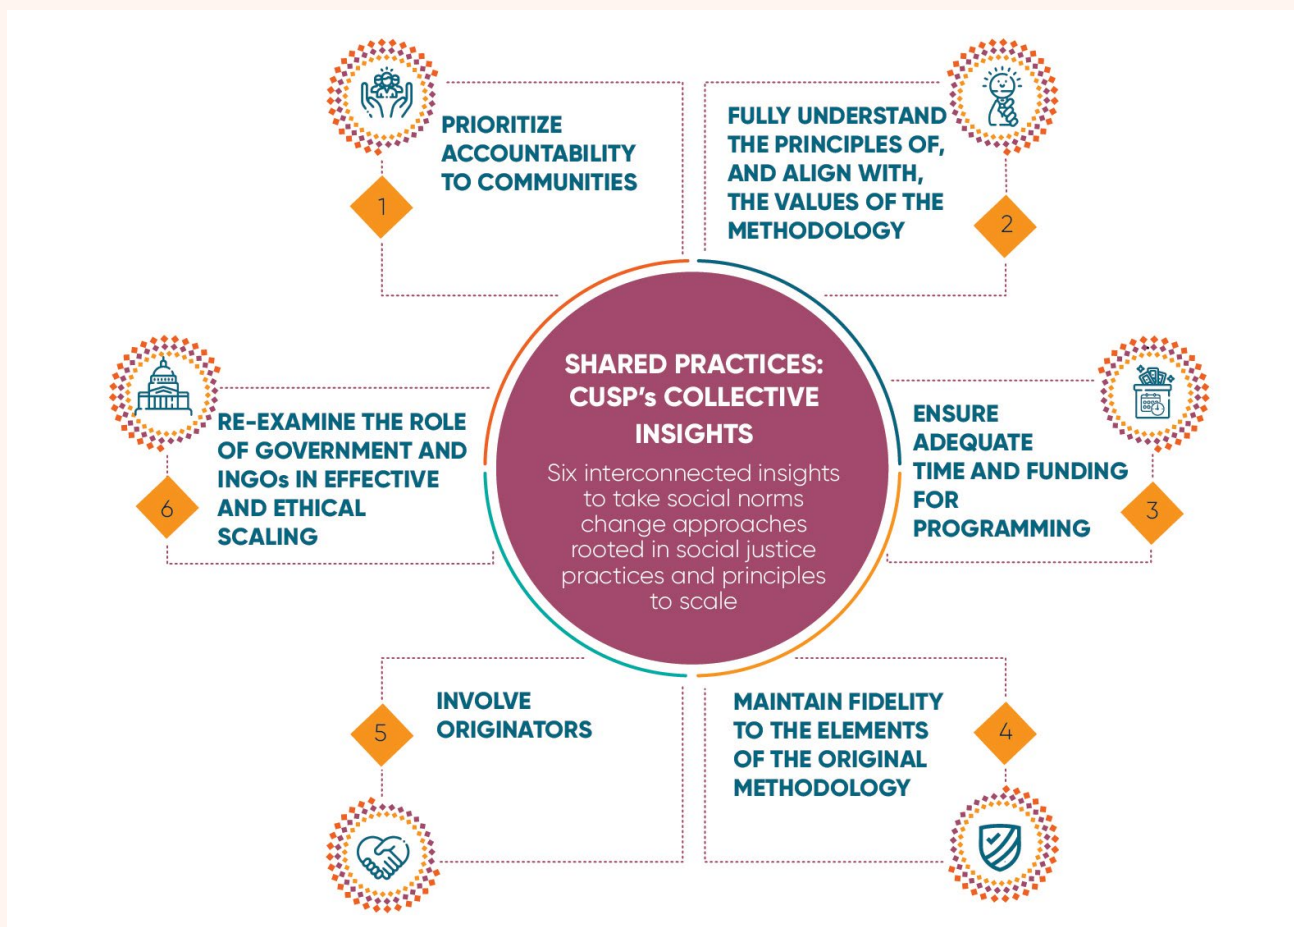 PRIORITIZE
ACCOUNTABILITY
TO COMMUNITIES
1
FULLY UNDERSTAND
THE PRINCIPLES OF,
AND ALIGN WITH,
THE VALUES OF THE
METHODOLOGY
2
SHARED PRACTICES:
CUSP's COLLECTIVE
INSIGHTS
Six interconnected insights
to take social norms
change approaches
rooted in social justice
practices and principles
to scale
ENSURE
ADEQUATE
TIME AND FUNDING
FOR
PROGRAMMING
3
MAINTAIN FIDELITY
TO THE ELEMENTS
OF THE ORIGINAL
METHODOLOGY
4
INVOLVE
ORIGINATORS
5
RE-EXAMINE THE ROLE
OF GOVERNMENT AND
INGOs IN EFFECTIVE
AND ETHICAL
SCALING
6